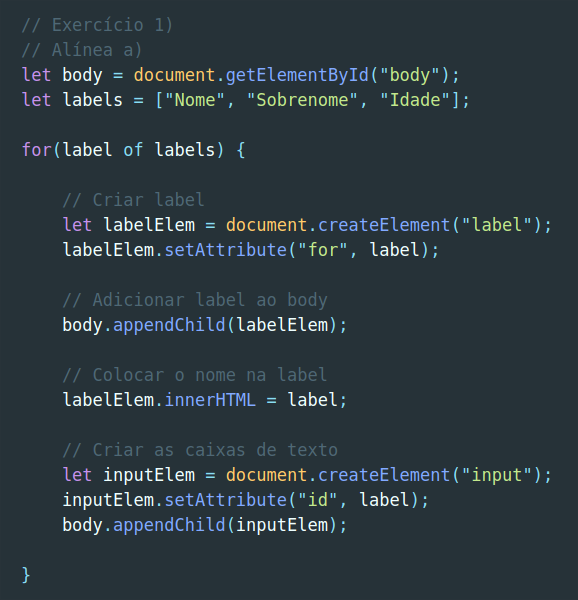 // Exercício 1)
// Alínea a)
let body = document.getElementById("body");
let labels = ["Nome", "Sobrenome", "Idade"];
for(label of labels) {
// Criar label
let labelElem = document.createElement("label");
labelElem.setAttribute("for", label);
// Adicionar label ao body
body.appendChild(labelElem);
// Colocar o nome na label
labelElem.innerHTML = label;
// Criar as caixas de texto
let inputElem = document.createElement("input");
inputElem.setAttribute("id", label);
body.appendChild(inputElem);
}